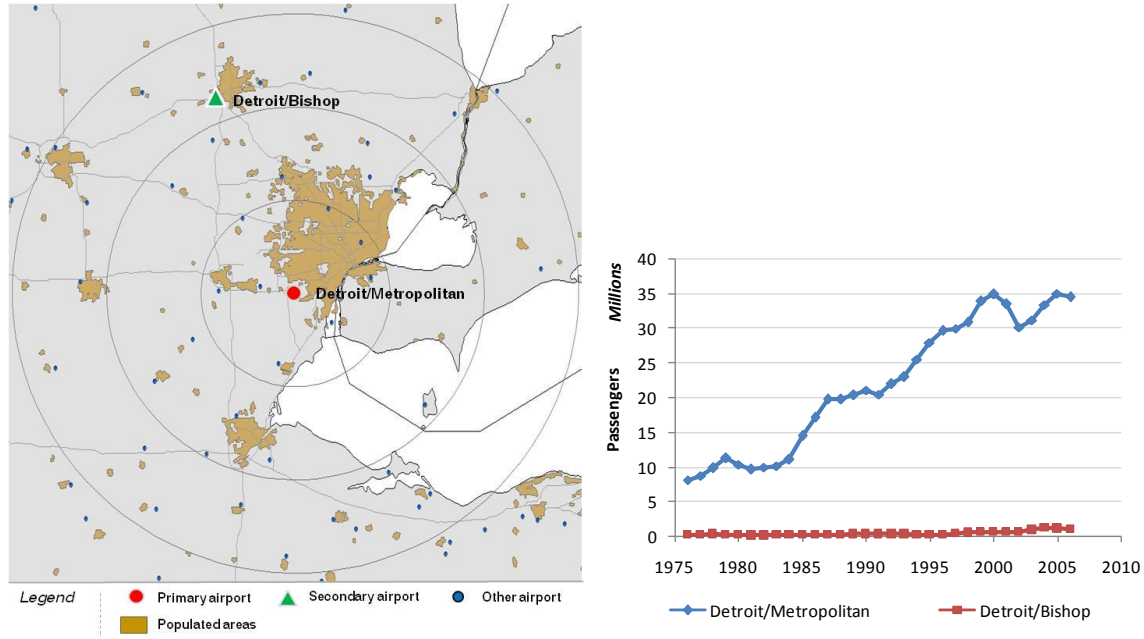 Detroit/Bishop
Detroit/Metropolitan
Legend
Primary airport
Secondary airport
Other airport
Populated areas
Millions
Passengers
40
35
30
25
20
15
10
5
0
1975 1980 1985 1990 1995 2000 2005 2010
Detroit/Metropolitan
Detroit/Bishop